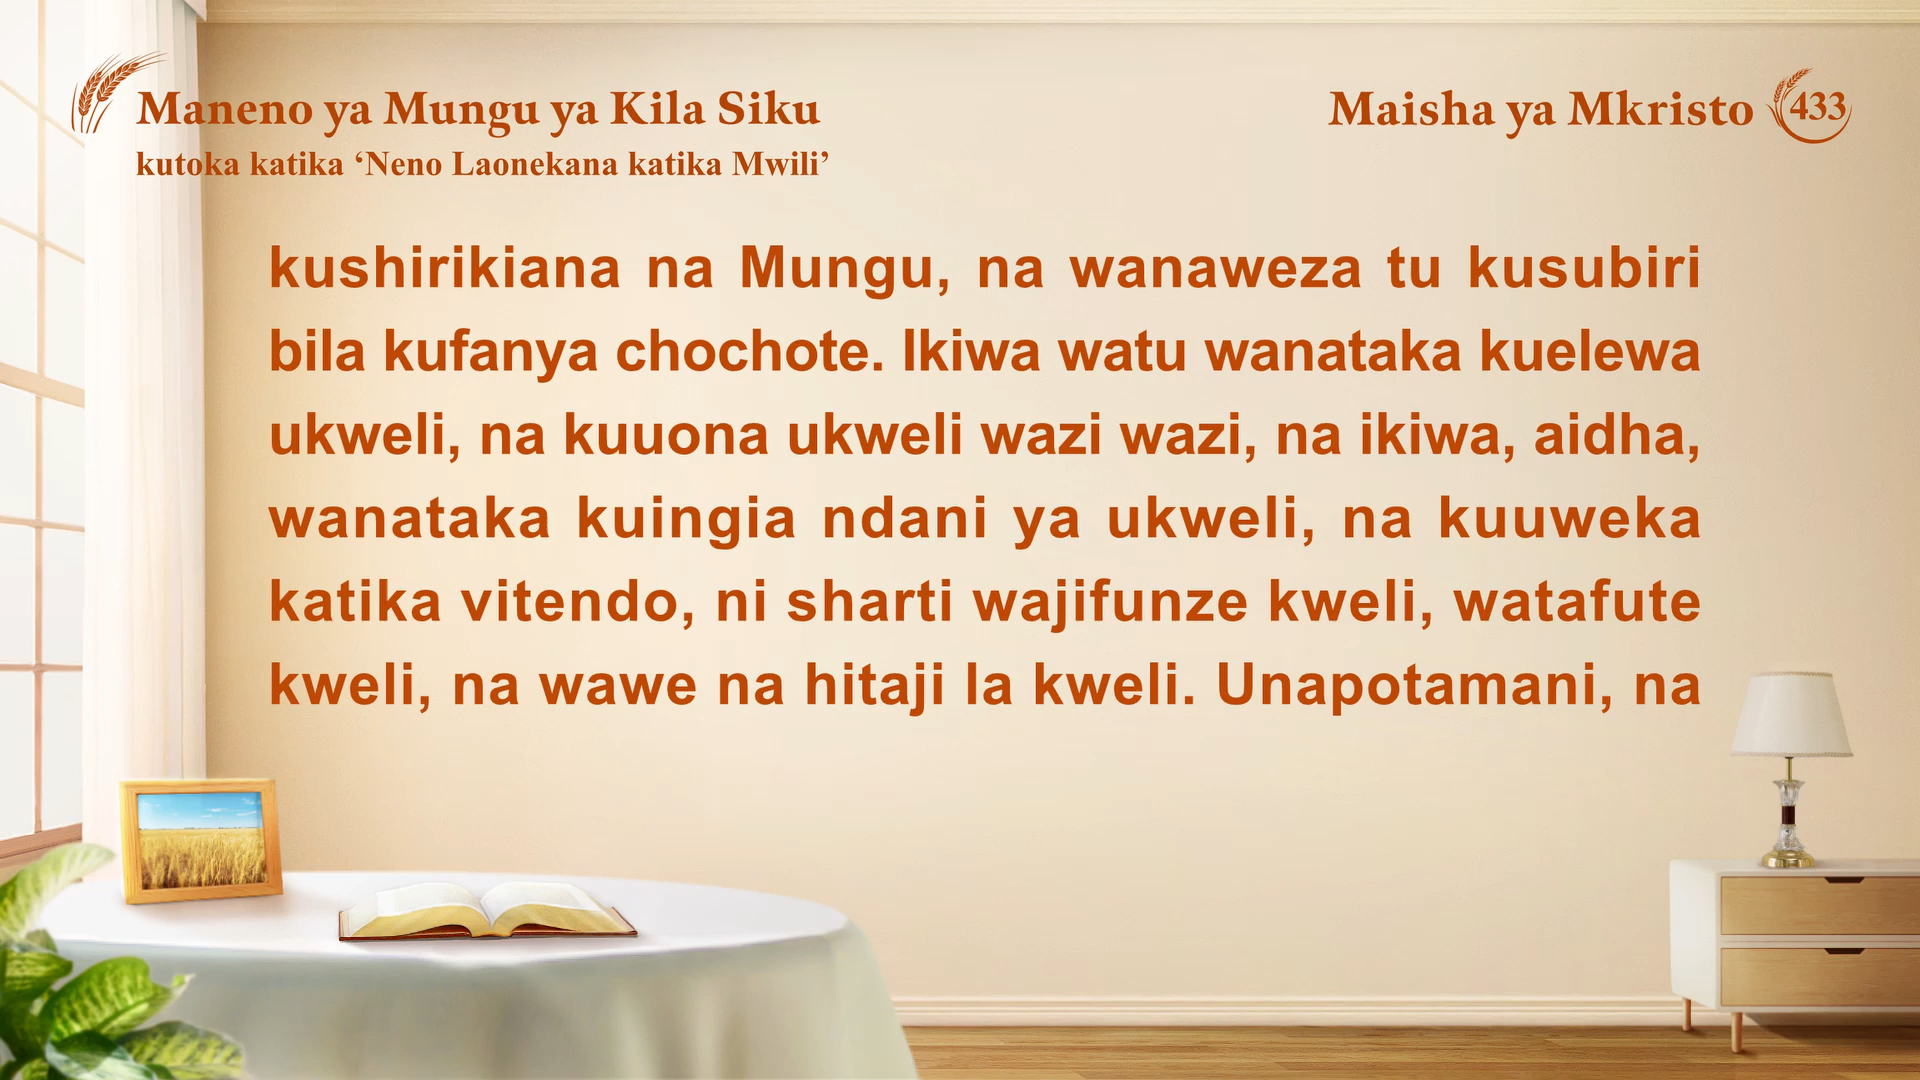 Maneno ya Mungu ya Kila Siku
kutoka katika ‘Neno Laonekana katika Mwili’
Maisha ya Mkristo 433
kushirikiana na Mungu, na wanaweza tu kusubiri
bila kufanya chochote. Ikiwa watu wanataka kuelewa
ukweli, na kuuona ukweli wazi wazi, na ikiwa, aidha,
wanataka kuingia ndani ya ukweli, na kuuweka
katika vitendo, ni sharti wajifunze kweli, watafute
kweli, na wawe na hitaji la kweli. Unapotamani, na